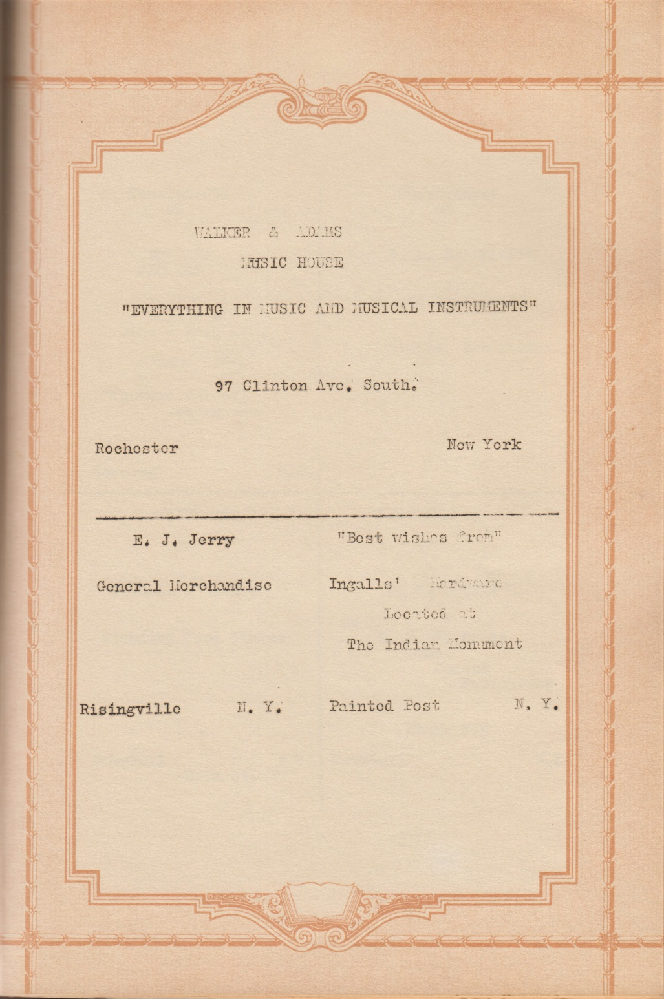 WALKER & ADAMS
MUSIC HOUSE
"EVERYTHING IN MUSIC AND MUSICAL INSTRUMENTS"
97 Clinton Ave. South.
Rochester New York
E. J. Jerry
General Merchandise
Risingville N. Y.
"Best wishes from"
Ingalls' Hardware
Located at
The Indian Monument
Painted Post N. Y.